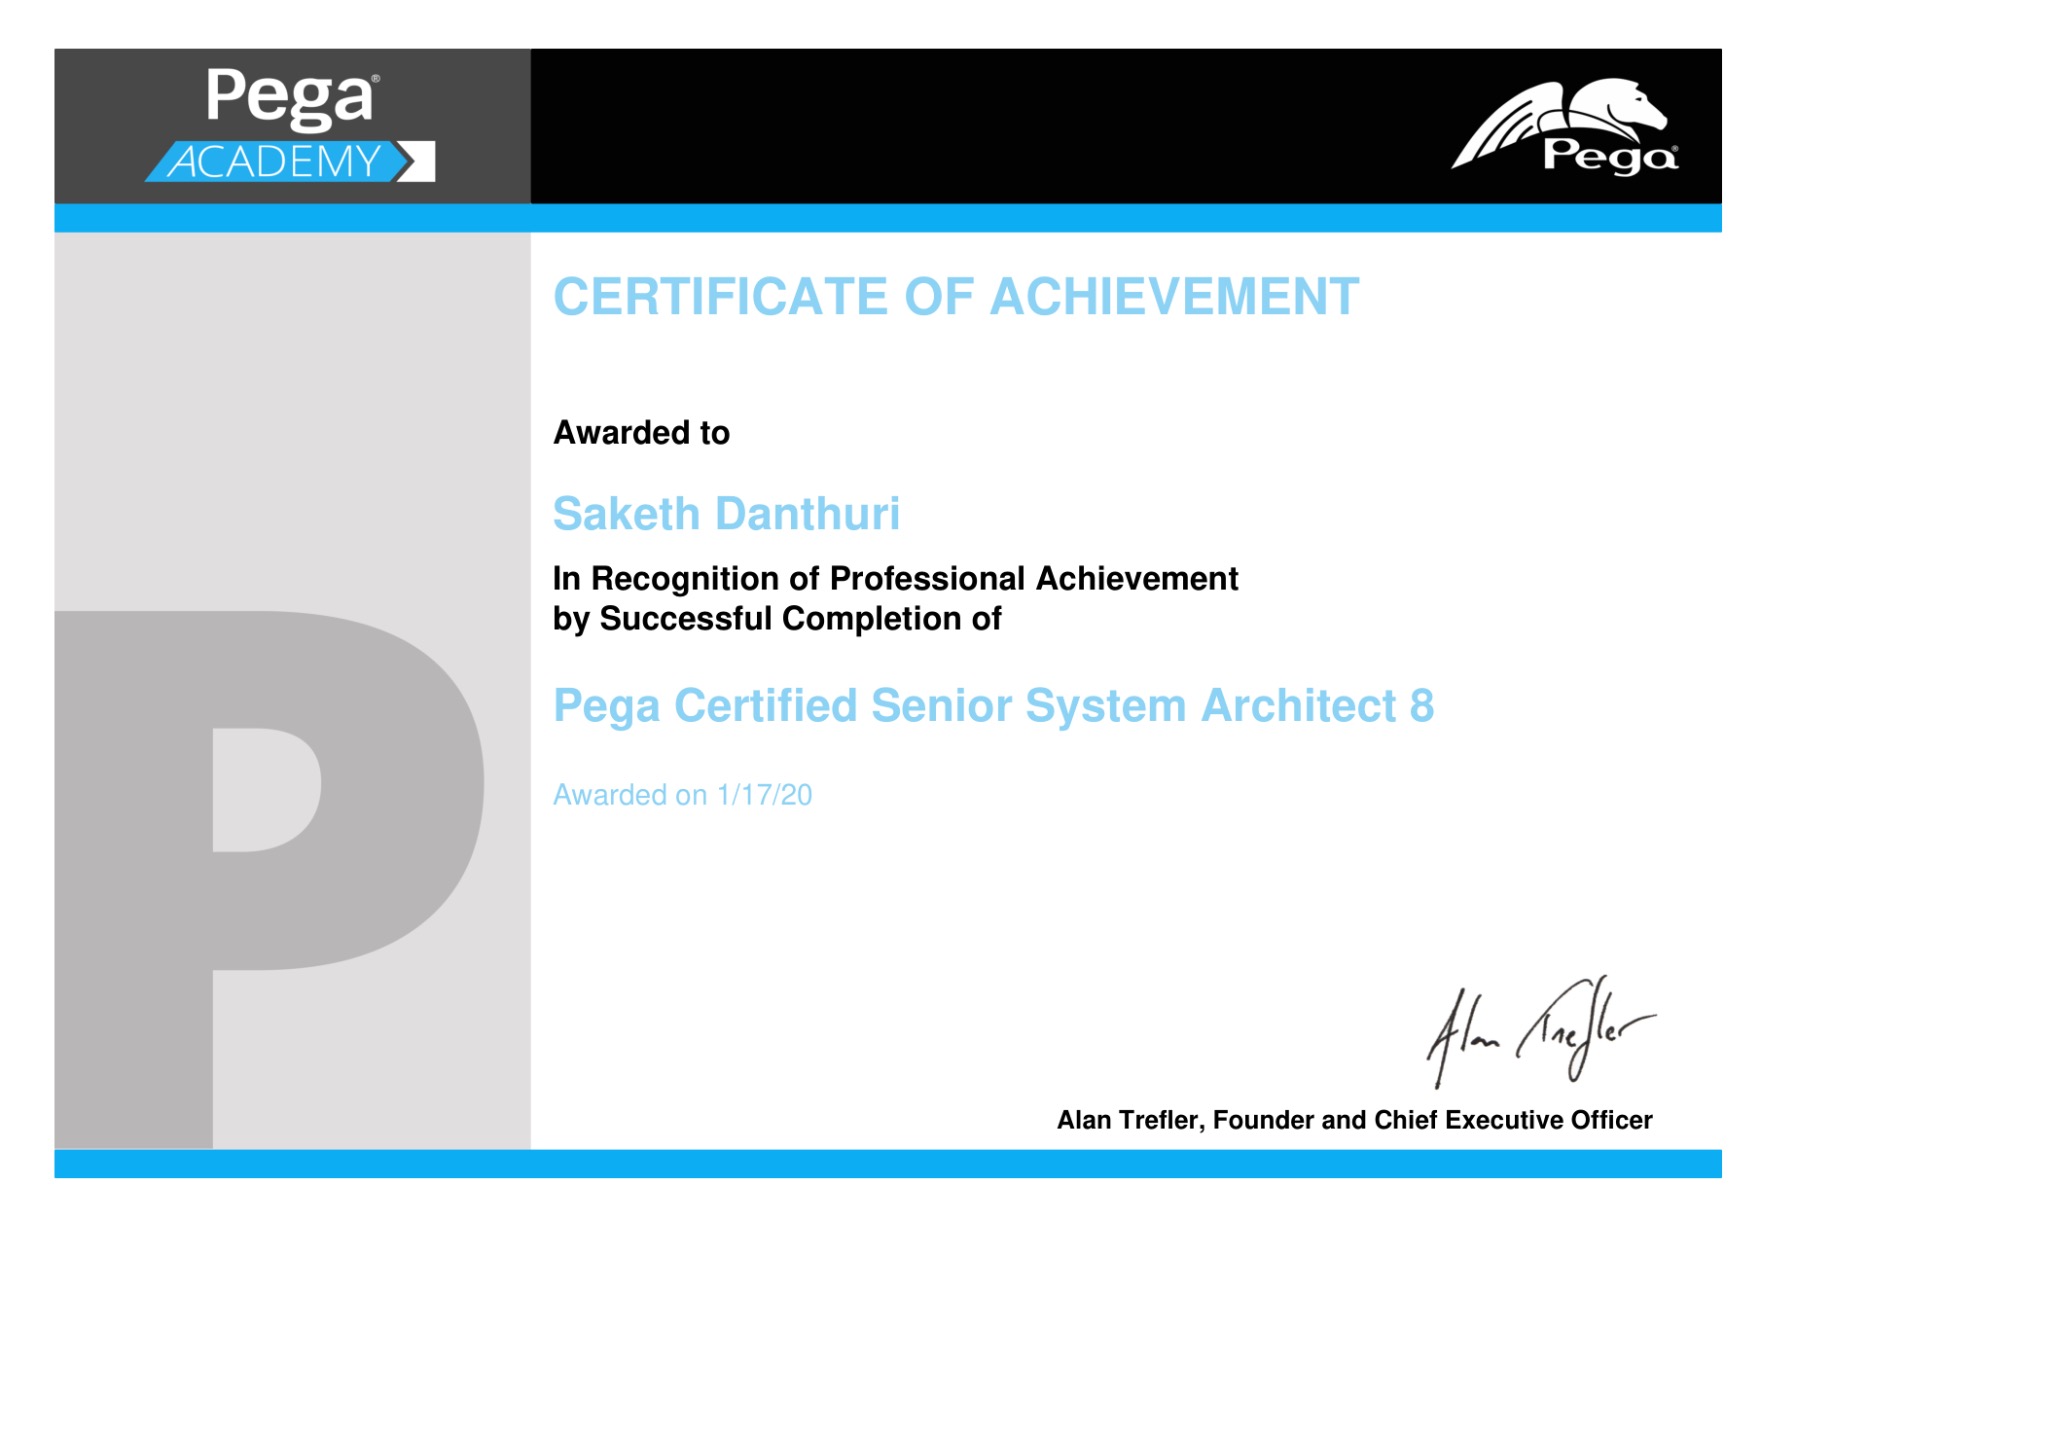 Pega®
ACADEMY
Pega®
CERTIFICATE OF ACHIEVEMENT
Awarded to
Saketh Danthuri
In Recognition of Professional Achievement
by Successful Completion of
Pega Certified Senior System Architect 8
Awarded on 1/17/20
Alan Trefler
Alan Trefler, Founder and Chief Executive Officer
P